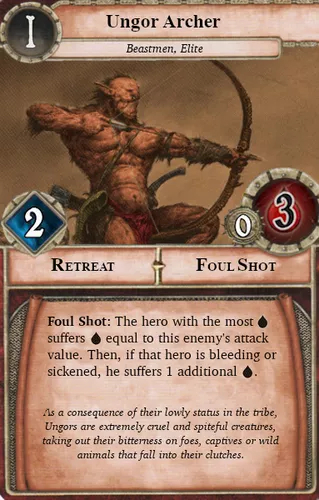 I
Ungor Archer
Beastmen, Elite
2
0
3
Retreat
Foul Shot
Foul Shot: The hero with the most
suffers equal to this enemy's attack
value. Then, if that hero is bleeding or
sickened, he suffers 1 additional .
As a consequence of their lowly status in the tribe,
Ungors are extremely cruel and spiteful creatures,
taking out their bitterness on foes, captives or wild
animals that fall into their clutches.